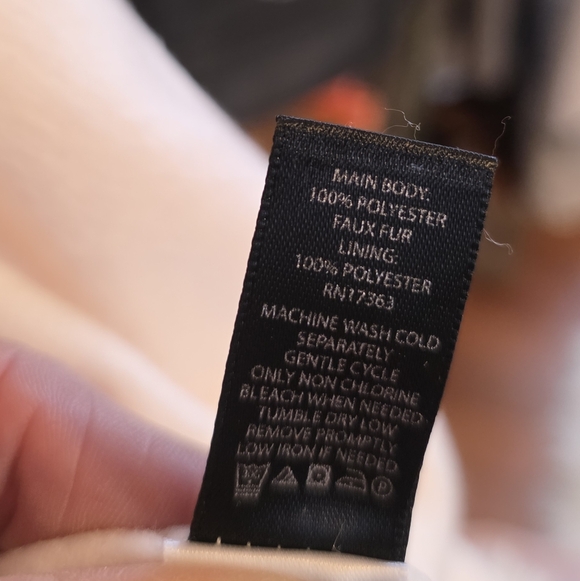 MAIN BODY:
100% POLYESTER
FAUX FUR
LINING:
100% POLYESTER
RN17363
MACHINE WASH COLD
SEPARATELY
GENTLE CYCLE
ONLY NON CHLORINE
BLEACH WHEN NEEDED
TUMBLE DRY LOW
REMOVE PROMPTLY
LOW IRON IF NEEDED
P